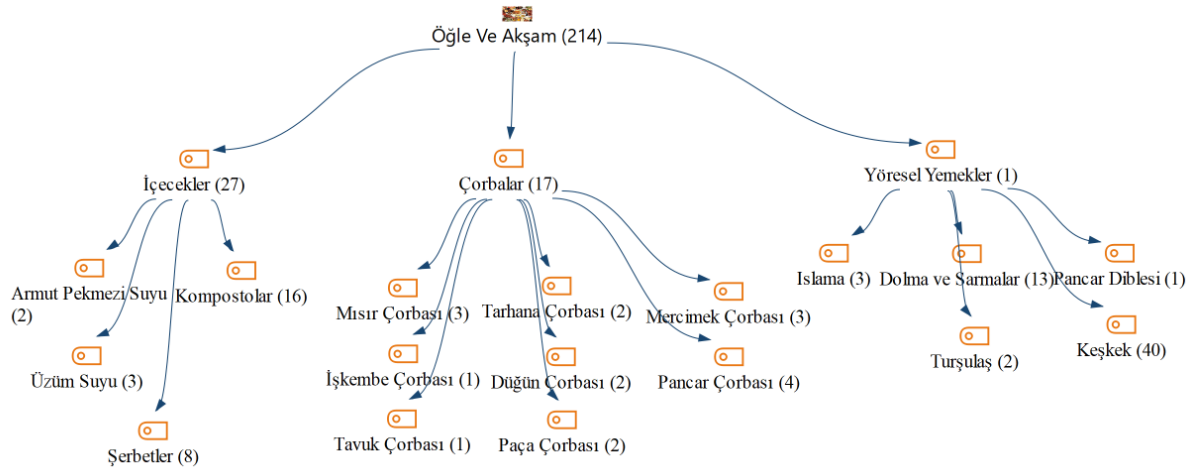 Öğle Ve Akşam (214)
İçecekler (27)
Çorbalar (17)
Yöresel Yemekler (1)
Armut Pekmezi Suyu
(2)
Kompostolar (16)
Üzüm Suyu (3)
Şerbetler (8)
Mısır Çorbası (3)
Tarhana Çorbası (2)
Mercimek Çorbası (3)
İşkembe Çorbası (1)
Düğün Çorbası (2)
Pancar Çorbası (4)
Tavuk Çorbası (1)
Paça Çorbası (2)
Islama (3)
Dolma ve Sarmalar (13)
Pancar Diblesi (1)
Turşulaş (2)
Keşkek (40)